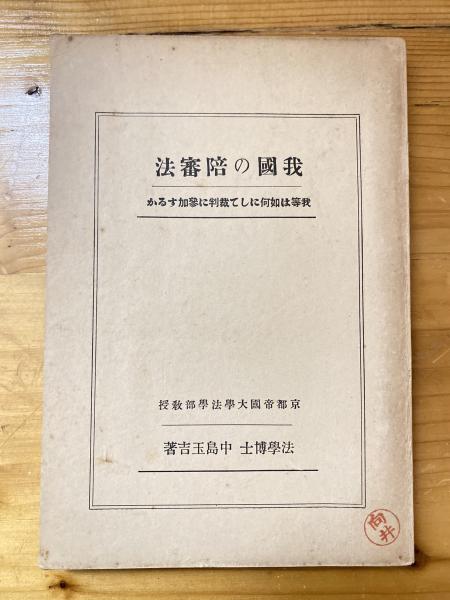 我國の陪審法
我等は如何にして裁判に參加するか
京都帝國大學法學部敎授
法學博士 中島玉吉著
向井